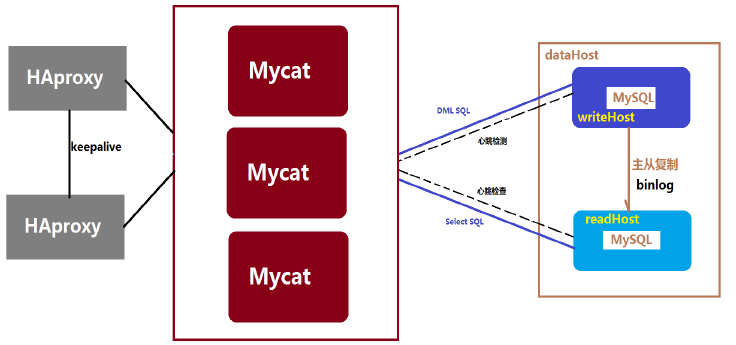 HAproxy
keepalive
HAproxy
Mycat
Mycat
Mycat
DML SQL
心跳检测
心跳检查
Select SQL
dataHost
MySQL
writeHost
主从复制
binlog
readHost
MySQL